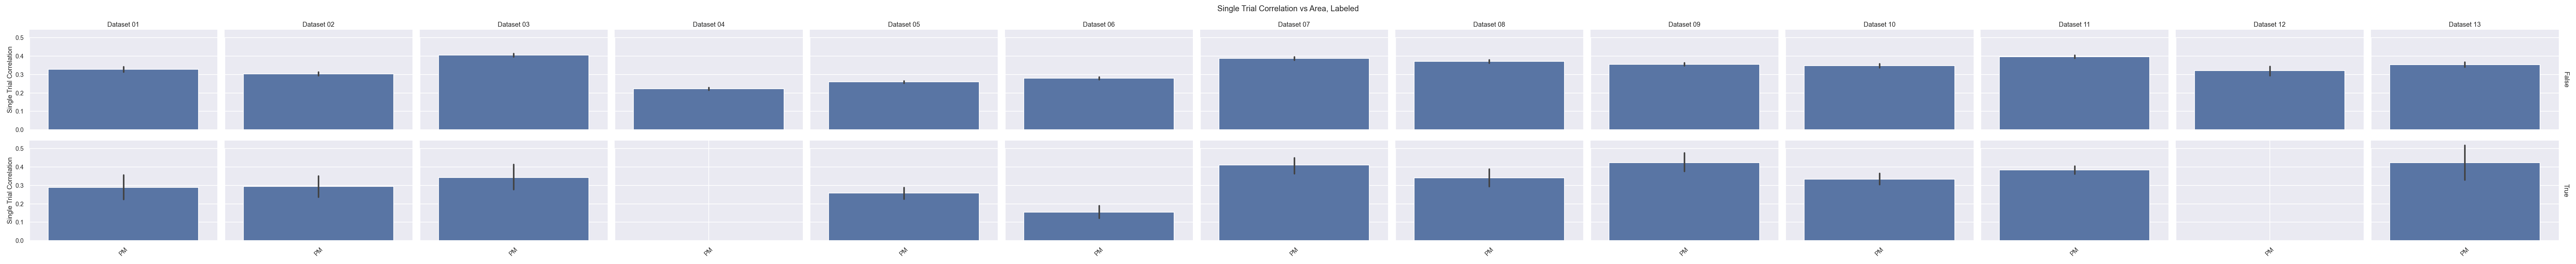 Single Trial Correlation vs Area, Labeled
Dataset 01 Dataset 02 Dataset 03 Dataset 04 Dataset 05 Dataset 06 Dataset 07 Dataset 08 Dataset 09 Dataset 10 Dataset 11 Dataset 12 Dataset 13
Single Trial Correlation
0.5
0.4
0.3
0.2
0.1
0.0
False
Single Trial Correlation
0.5
0.4
0.3
0.2
0.1
0.0
True
PM PM PM PM PM PM PM PM PM PM PM PM PM